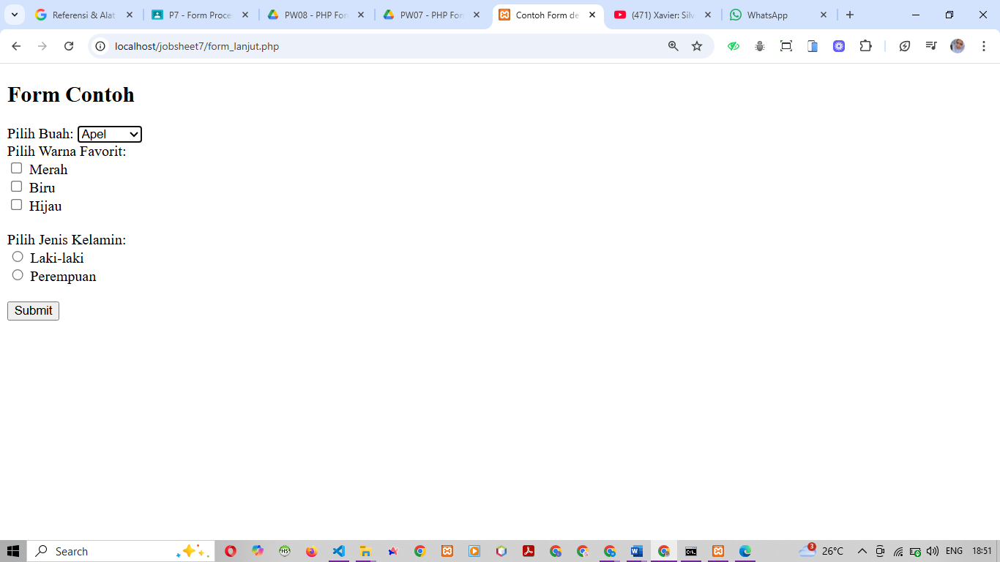 Referensi & Alat
P7 - Form Proce
PW08 - PHP For
PW07 - PHP For
Contoh Form de
(471) Xavier: Silv
WhatsApp
localhost/jobsheet7/form_lanjut.php
Form Contoh
Pilih Buah: Apel
Pilih Warna Favorit:
Merah
Biru
Hijau
Pilih Jenis Kelamin:
Laki-laki
Perempuan
Submit
Search
HS
3
26°C
ENG
18:51